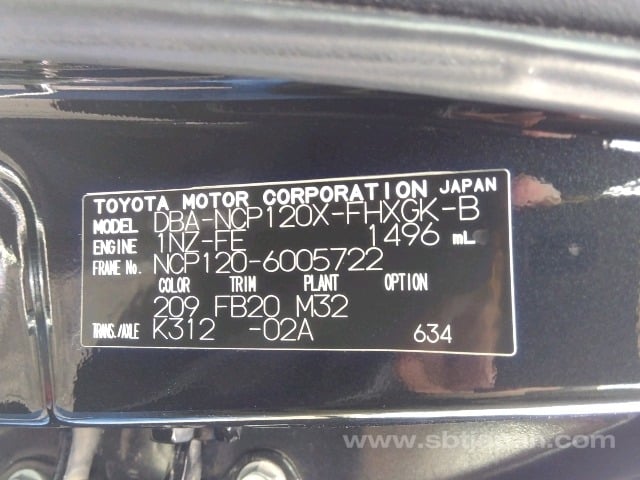 TOYOTA MOTOR CORPORATION JAPAN
MODEL DBA-NCP120X-FHXGK-B
ENGINE 1NZ-FE 1496 mL
FRAME No. NCP120-6005722
COLOR TRIM PLANT OPTION
209 FB20 M32
TRANS./AXLE K312 -02A 634
www.sbtjapan.com